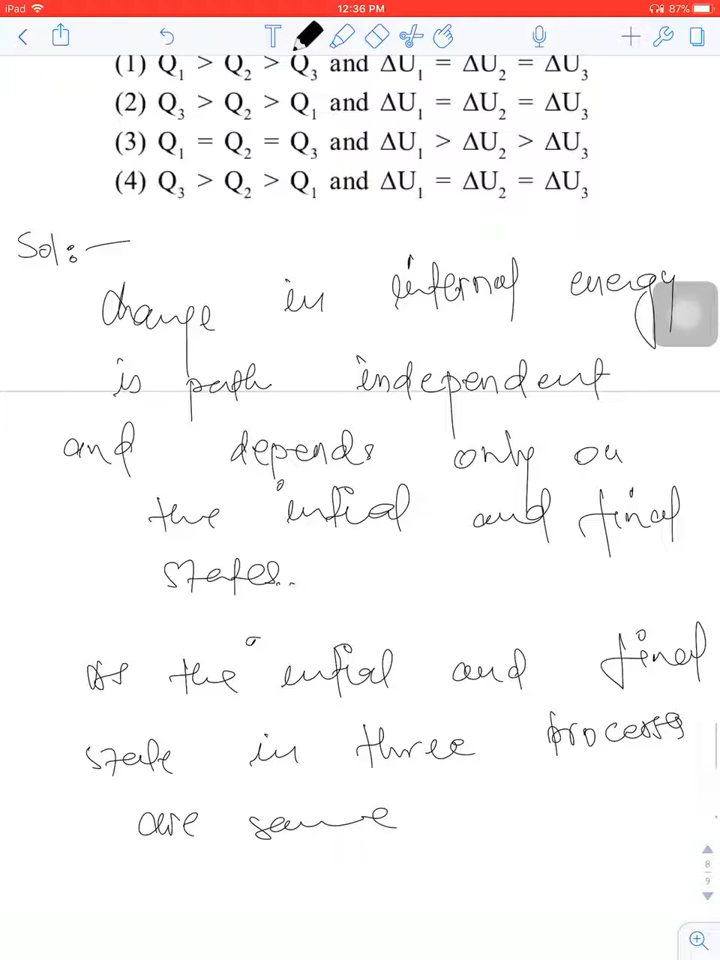 iPad 12:36 PM 87%
(1) Q₁ > Q₂ > Q₃ and ΔU₁ = ΔU₂ = ΔU₃
(2) Q₃ > Q₂ > Q₁ and ΔU₁ = ΔU₂ = ΔU₃
(3) Q₁ = Q₂ = Q₃ and ΔU₁ > ΔU₂ > ΔU₃
(4) Q₃ > Q₂ > Q₁ and ΔU₁ = ΔU₂ = ΔU₃
Sol:-
change in internal energy
is path independent
and depends only on
the initial and final
states..
As the initial and final
state in three process
are same
8
9